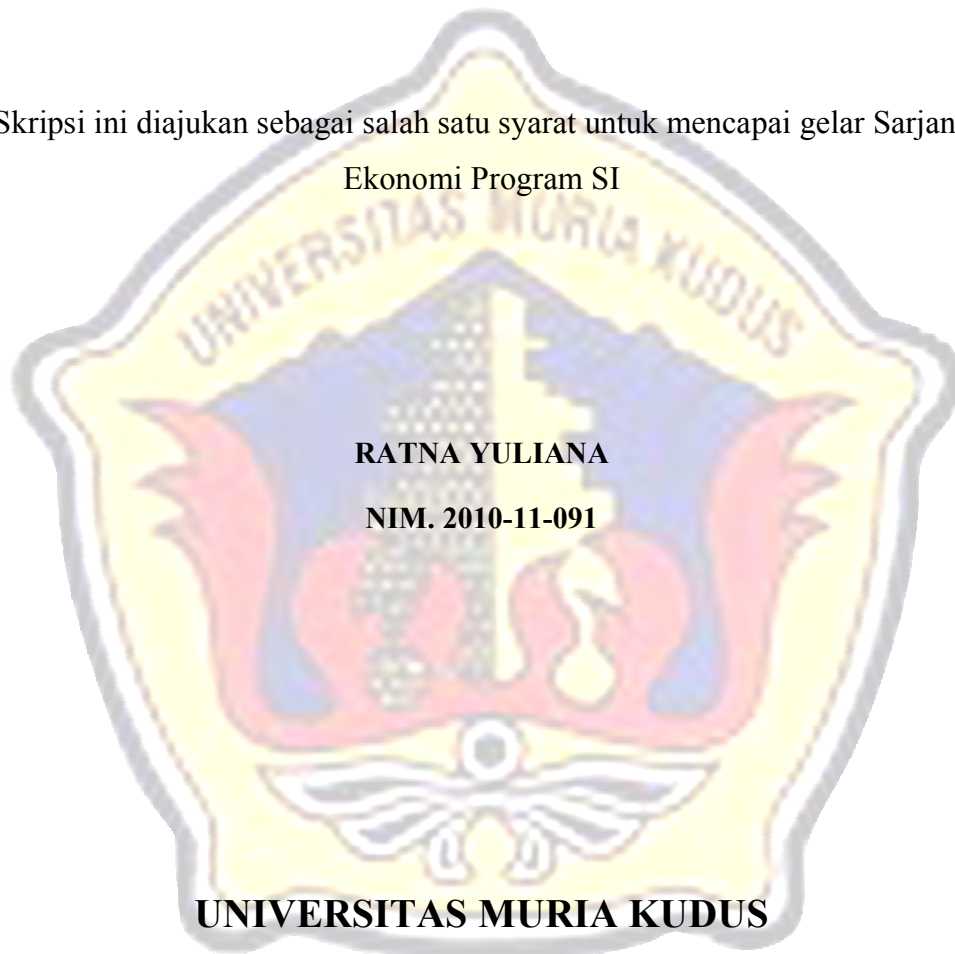 Skripsi ini diajukan sebagai salah satu syarat untuk mencapai gelar Sarjan
Ekonomi Program SI
UNIVERSITAS MURIA KUDUS
RATNA YULIANA
NIM. 2010-11-091
UNIVERSITAS MURIA KUDUS